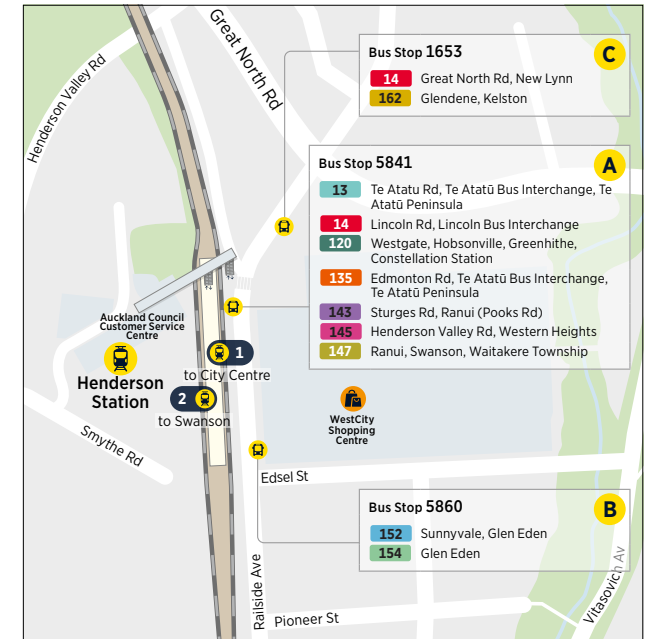 Great North Rd
Henderson Valley Rd
Bus Stop 1653
C
14 Great North Rd, New Lynn
162 Glendene, Kelston
Bus Stop 5841
A
13 Te Atatu Rd, Te Atatū Bus Interchange, Te
Atatū Peninsula
14 Lincoln Rd, Lincoln Bus Interchange
120 Westgate, Hobsonville, Greenhithe,
Constellation Station
135 Edmonton Rd, Te Atatū Bus Interchange,
Te Atatū Peninsula
143 Sturges Rd, Ranui (Pooks Rd)
145 Henderson Valley Rd, Western Heights
147 Ranui, Swanson, Waitakere Township
Auckland Council
Customer Service
Centre
Henderson
Station
1
to City Centre
2
to Swanson
WestCity
Shopping
Centre
Smythe Rd
Edsel St
Bus Stop 5860
B
152 Sunnyvale, Glen Eden
154 Glen Eden
Railside Ave
Pioneer St
Vitasovich Av